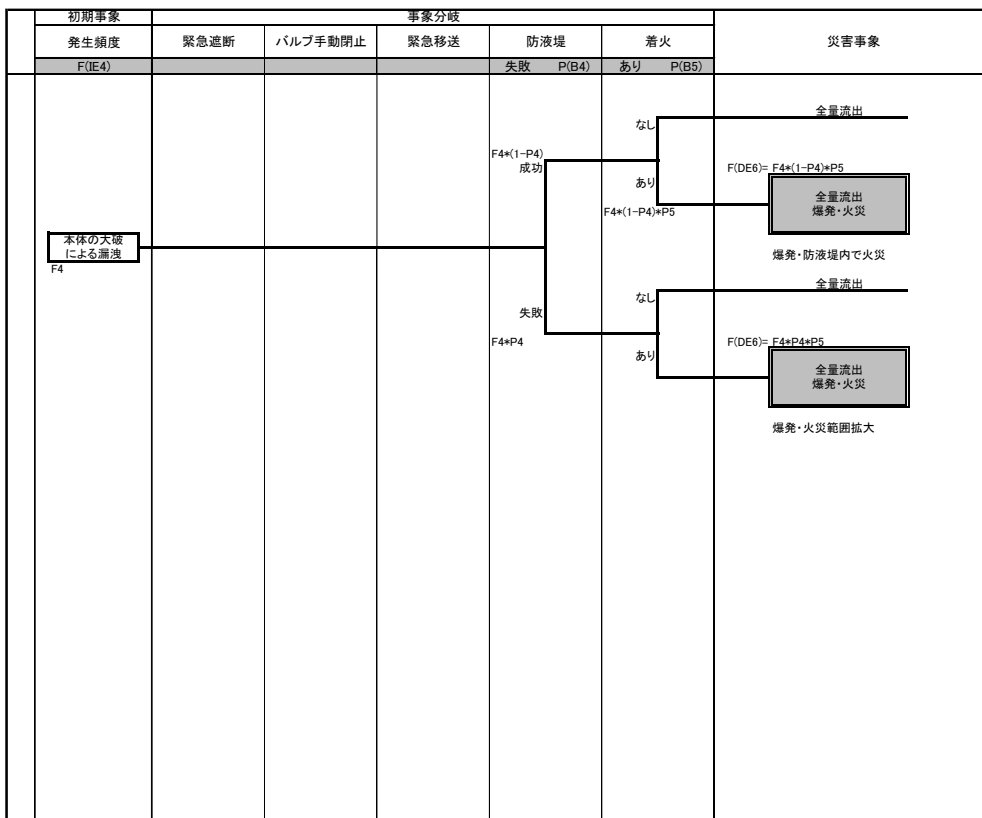 初期事象
事象分岐
発生頻度
緊急遮断
バルブ手動閉止
緊急移送
防液堤
着火
災害事象
F(IE4)
失敗 P(B4)
あり P(B5)
全量流出
なし
F4*(1-P4)
成功
F(DE6)= F4*(1-P4)*P5
あり
全量流出
爆発・火災
F4*(1-P4)*P5
本体の大破
による漏洩
爆発・防液堤内で火災
F4
全量流出
なし
失敗
F4*P4
F(DE6)= F4*P4*P5
あり
全量流出
爆発・火災
爆発・火災範囲拡大